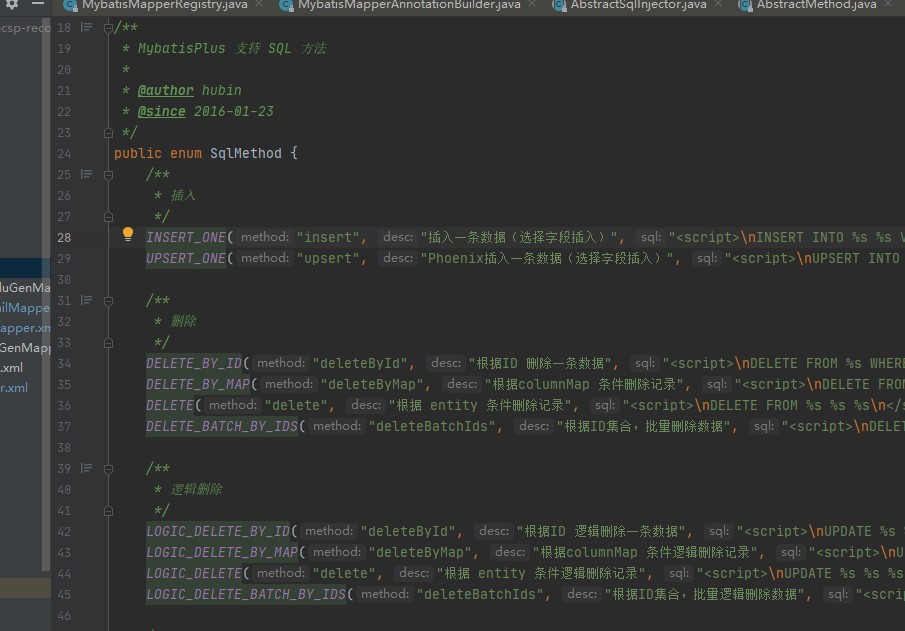 MybatisMapperRegistry.java MybatisMapperAnnotationBuilder.java AbstractSqlInjector.java AbstractMethod.java
csp-reco
18 /**
19 * MybatisPlus 支持 SQL 方法
20 *
21 * @author hubin
22 * @since 2016-01-23
23 */
24 public enum SqlMethod {
25 /**
26 * 插入
27 */
28 INSERT_ONE( method: "insert", desc: "插入一条数据（选择字段插入）", sql: "<script>\nINSERT INTO %s %s V
29 UPSERT_ONE( method: "upsert", desc: "Phoenix插入一条数据（选择字段插入）", sql: "<script>\nUPSERT INTO
30
31 /**
32 * 删除
33 */
34 DELETE_BY_ID( method: "deleteById", desc: "根据ID 删除一条数据", sql: "<script>\nDELETE FROM %s WHERE
35 DELETE_BY_MAP( method: "deleteByMap", desc: "根据columnMap 条件删除记录", sql: "<script>\nDELETE FROM
36 DELETE( method: "delete", desc: "根据 entity 条件删除记录", sql: "<script>\nDELETE FROM %s %s %s\n</s
37
DELETE_BATCH_BY_IDS( method: "deleteBatchIds", desc: "根据ID集合，批量删除数据", sql: "<script>\nDELET
38
39 /**
40 * 逻辑删除
41 */
42 LOGIC_DELETE_BY_ID( method: "deleteById", desc: "根据ID 逻辑删除一条数据", sql: "<script>\nUPDATE %s
43 LOGIC_DELETE_BY_MAP( method: "deleteByMap", desc: "根据columnMap 条件逻辑删除记录", sql: "<script>\nU
44 LOGIC_DELETE( method: "delete", desc: "根据 entity 条件逻辑删除记录", sql: "<script>\nUPDATE %s %s %s
45 LOGIC_DELETE_BATCH_BY_IDS( method: "deleteBatchIds", desc: "根据ID集合，批量逻辑删除数据", sql: "<scri
46
luGenMa
ailMappe
apper.xm
GenMapp
.xml
r.xml